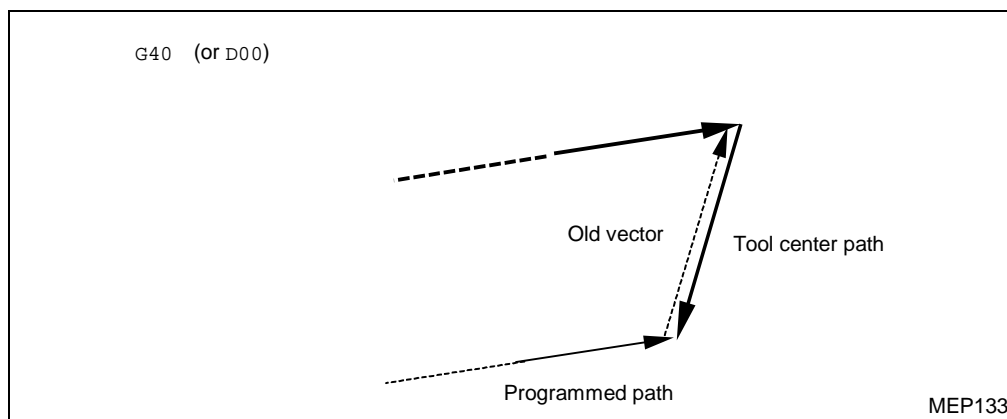 G40 (or D00)
Old vector
Tool center path
Programmed path
MEP133